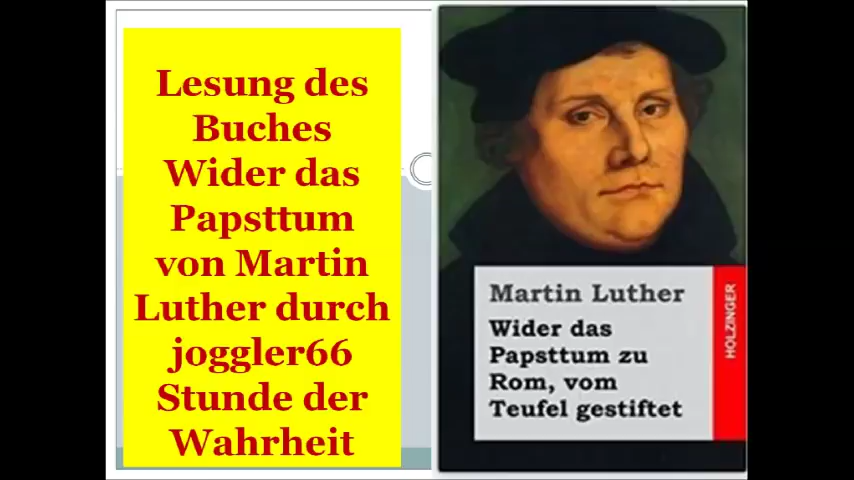 Lesung des
Buches
Wider das
Papsttum
von Martin
Luther durch
joggler66
Stunde der
Wahrheit
Martin Luther
Wider das
Papsttum zu
Rom, vom
Teufel gestiftet
HOLZINGER